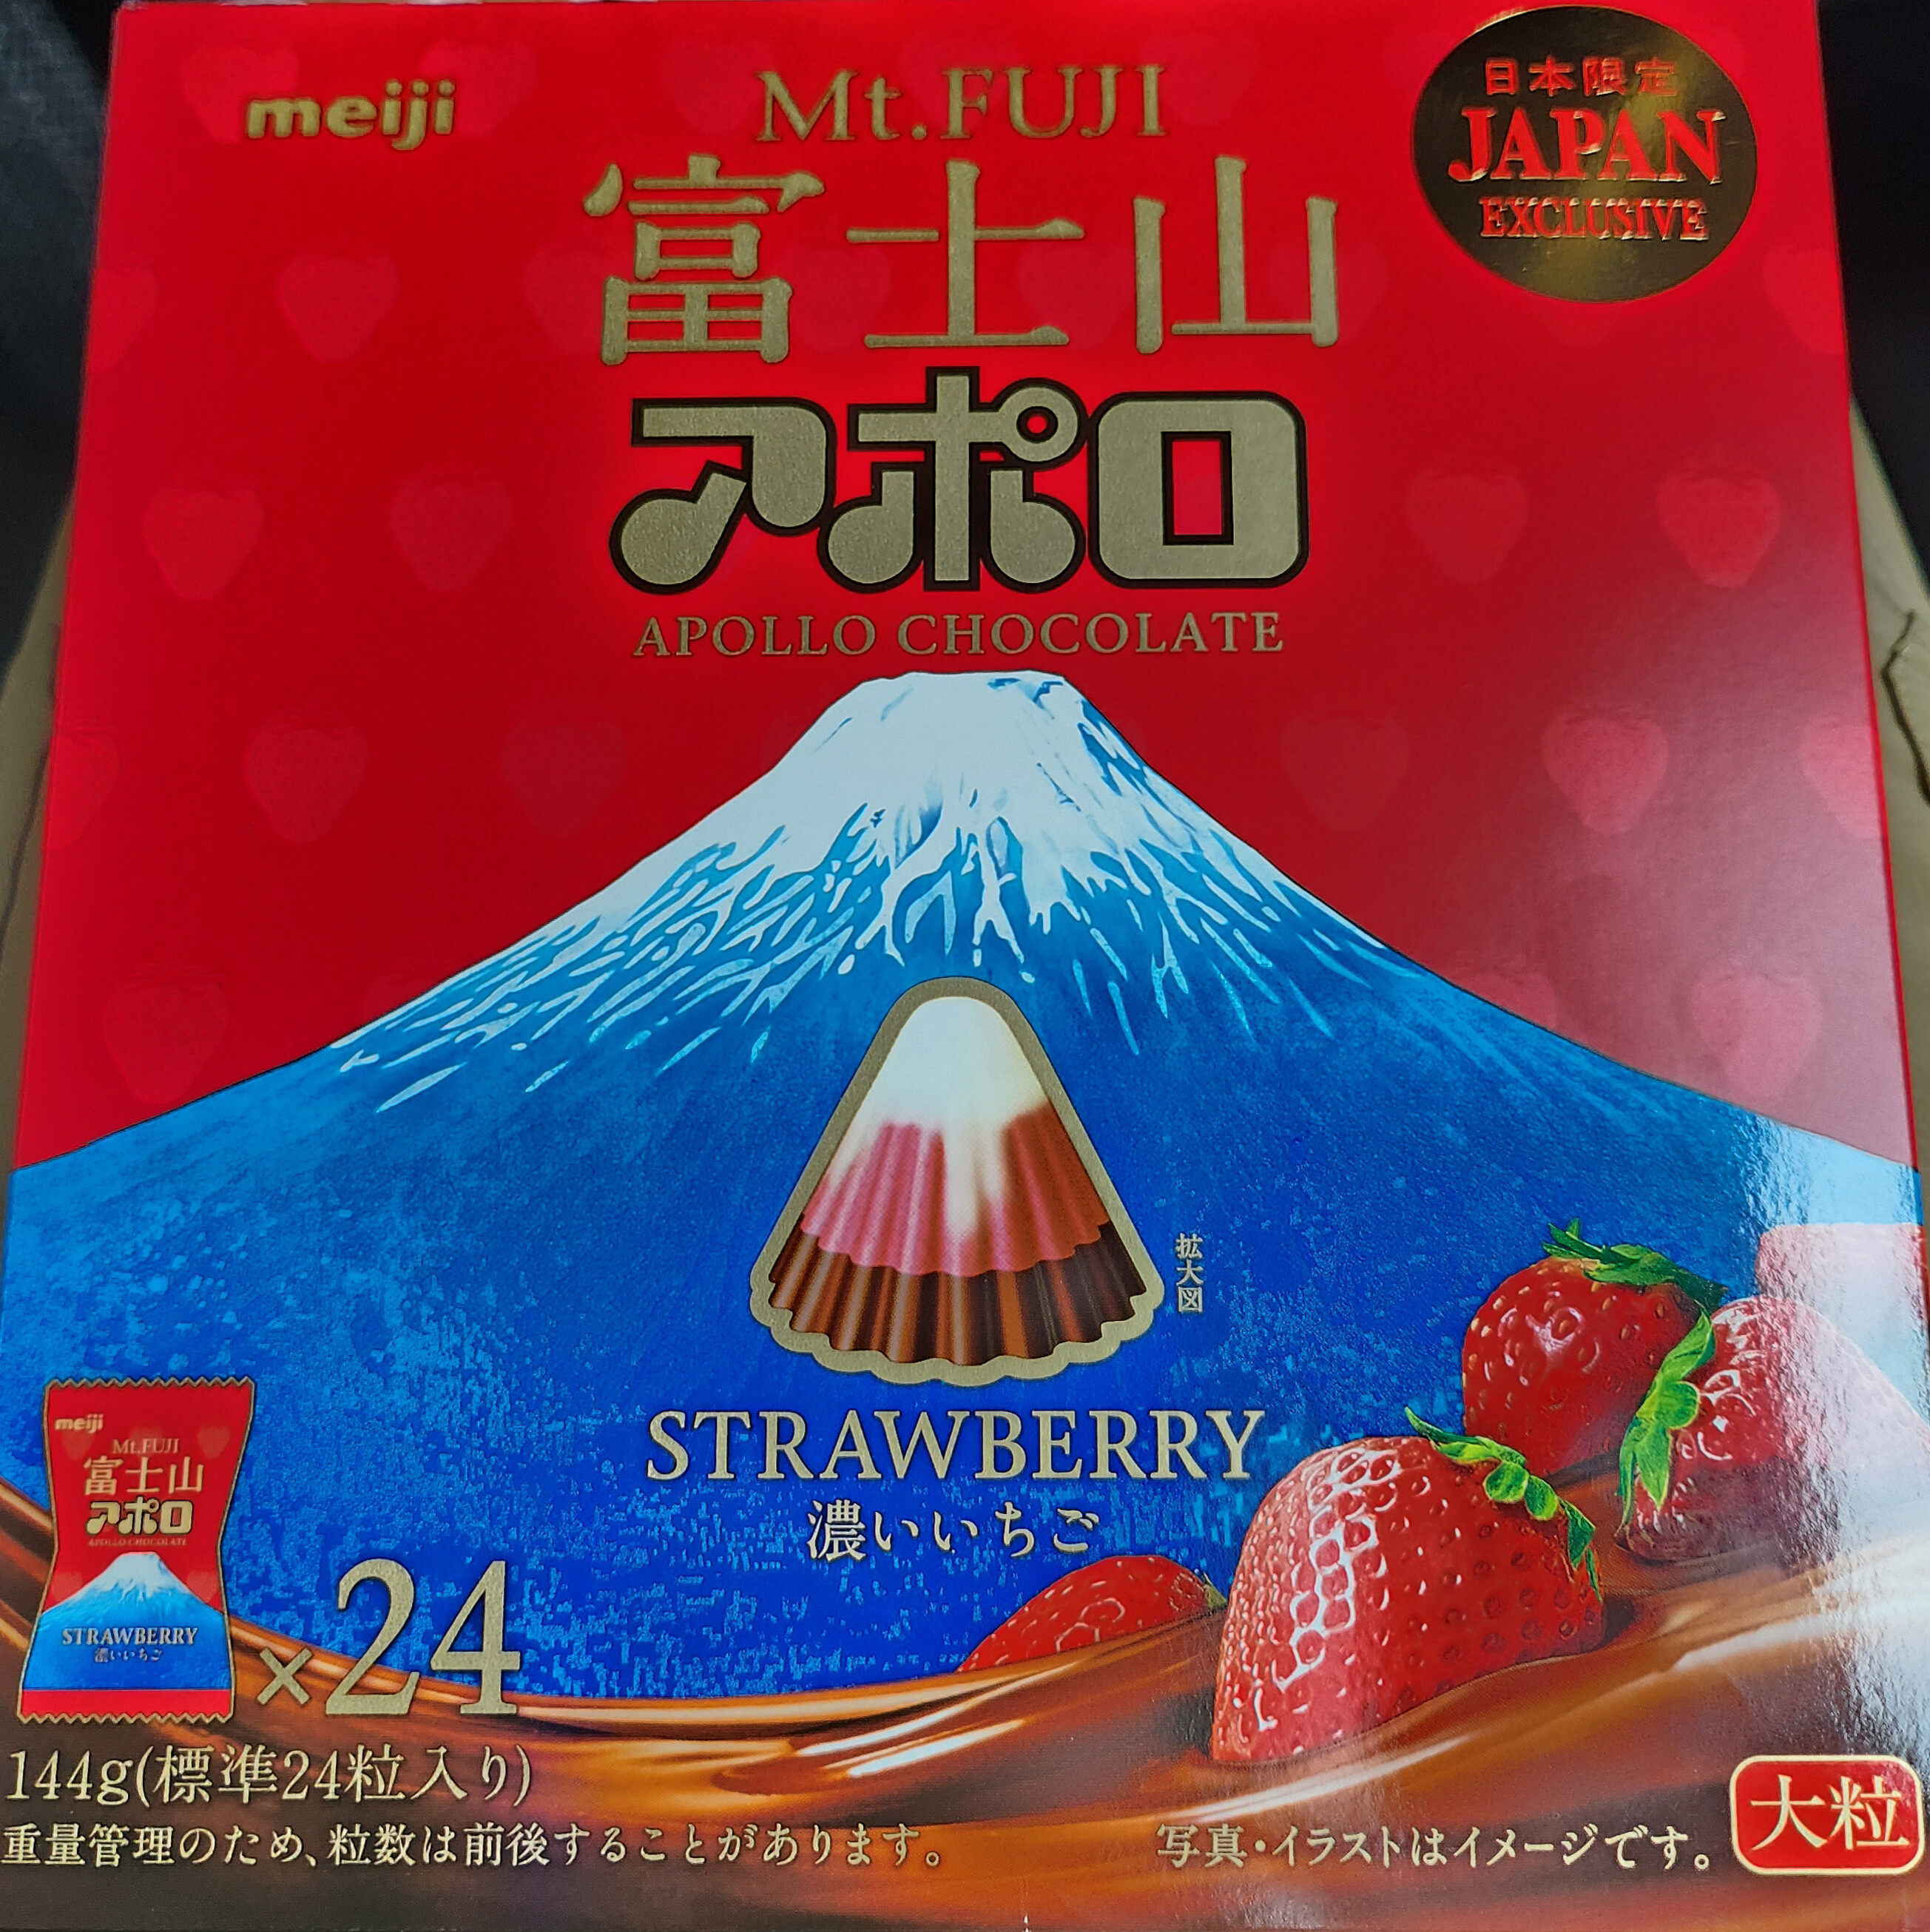 meiji
Mt.FUJI
富士山
アポロ
APOLLO CHOCOLATE
日本限定
JAPAN
EXCLUSIVE
拡大図
STRAWBERRY
濃いいちご
meiji
Mt.FUJI
富士山
アポロ
APOLLO CHOCOLATE
STRAWBERRY
濃いいちご
×24
144g(標準24粒入り)
重量管理のため、粒数は前後することがあります。
写真・イラストはイメージです。
大粒